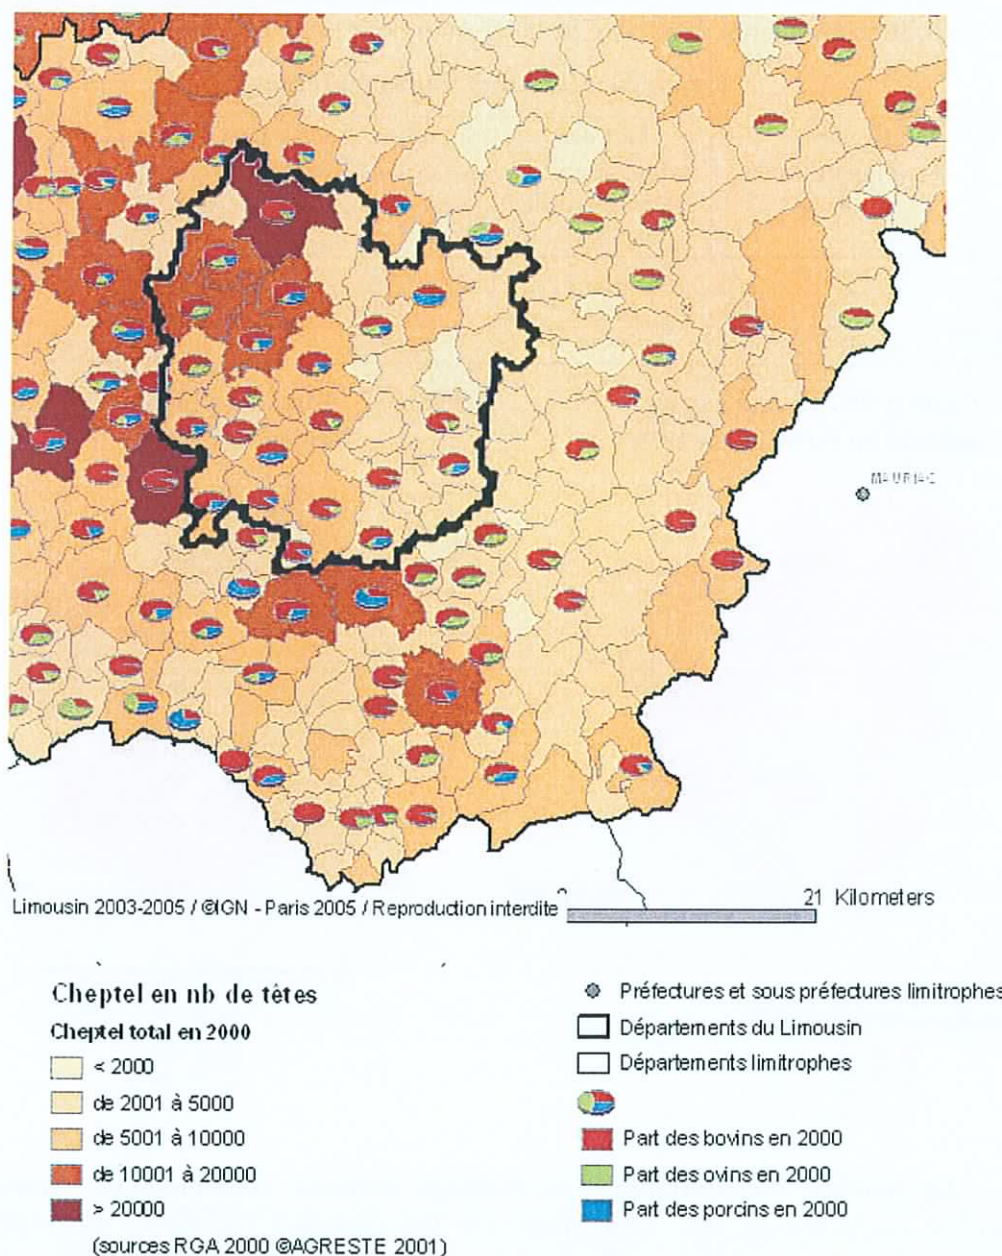 MAURIAC
Limousin 2003-2005 / ©IGN - Paris 2005 / Reproduction interdite
21 Kilometers
Cheptel en nb de têtes
Cheptel total en 2000
< 2000
de 2001 à 5000
de 5001 à 10000
de 10001 à 20000
> 20000
(sources RGA 2000 ©AGRESTE 2001)
Préfectures et sous préfectures limitrophes
Départements du Limousin
Départements limitrophes
Part des bovins en 2000
Part des ovins en 2000
Part des porcins en 2000